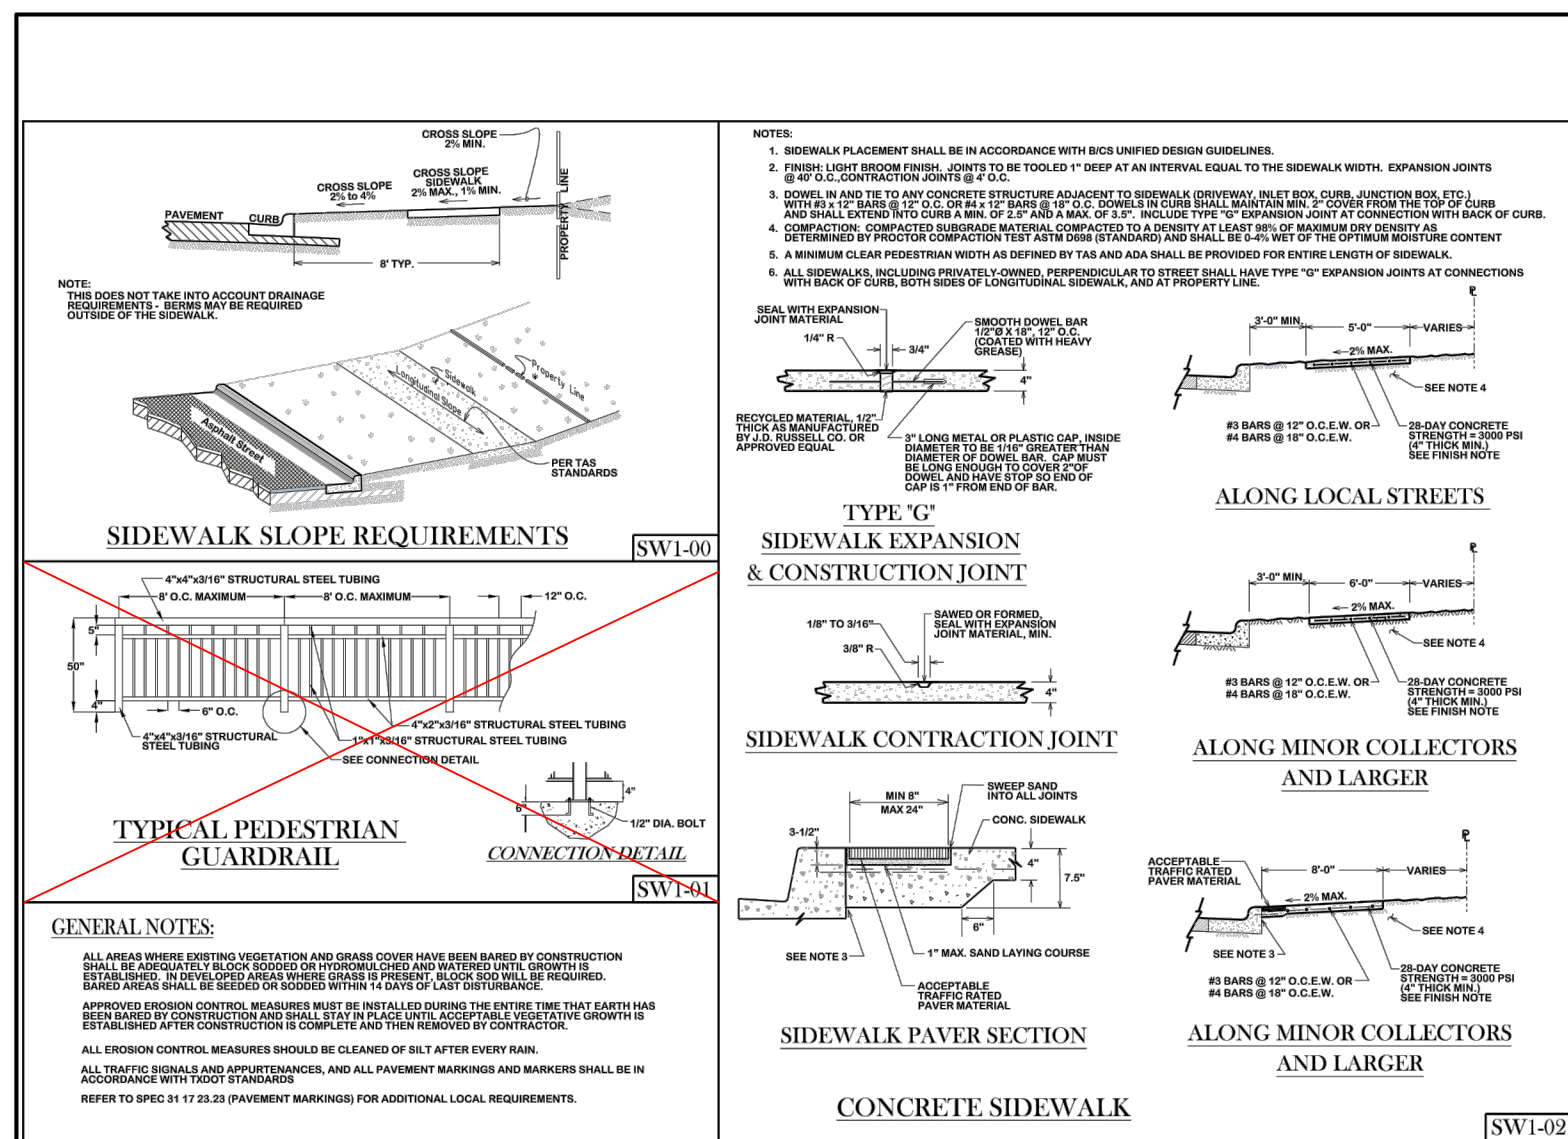 CROSS SLOPE
2% MIN.
CROSS SLOPE
SIDEWALK
2% MAX., 1% MIN.
CROSS SLOPE
2% to 4%
PAVEMENT
CURB
PROPERTY LINE
8' TYP.
NOTE:
THIS DOES NOT TAKE INTO ACCOUNT DRAINAGE
REQUIREMENTS - BERMS MAY BE REQUIRED
OUTSIDE OF THE SIDEWALK.
Property Line
Sidewalk
Longitudinal Slope
Asphalt Street
PER TAS
STANDARDS
SIDEWALK SLOPE REQUIREMENTS
SW1-00
4"x4"x3/16" STRUCTURAL STEEL TUBING
8' O.C. MAXIMUM
8' O.C. MAXIMUM
12" O.C.
5"
50"
4"
6" O.C.
4"x4"x3/16" STRUCTURAL
STEEL TUBING
4"x2"x3/16" STRUCTURAL STEEL TUBING
1"x1"x3/16" STRUCTURAL STEEL TUBING
SEE CONNECTION DETAIL
4"
6"
1/2" DIA. BOLT
TYPICAL PEDESTRIAN
GUARDRAIL
CONNECTION DETAIL
SW1-01
GENERAL NOTES:
ALL AREAS WHERE EXISTING VEGETATION AND GRASS COVER HAVE BEEN BARED BY CONSTRUCTION
SHALL BE ADEQUATELY BLOCK SODDED OR HYDROMULCHED AND WATERED UNTIL GROWTH IS
ESTABLISHED. IN DEVELOPED AREAS WHERE GRASS IS PRESENT, BLOCK SOD WILL BE REQUIRED.
BARED AREAS SHALL BE SEEDED OR SODDED WITHIN 14 DAYS OF LAST DISTURBANCE.
APPROVED EROSION CONTROL MEASURES MUST BE INSTALLED DURING THE ENTIRE TIME THAT EARTH HAS
BEEN BARED BY CONSTRUCTION AND SHALL STAY IN PLACE UNTIL ACCEPTABLE VEGETATIVE GROWTH IS
ESTABLISHED AFTER CONSTRUCTION IS COMPLETE AND THEN REMOVED BY CONTRACTOR.
ALL EROSION CONTROL MEASURES SHOULD BE CLEANED OF SILT AFTER EVERY RAIN.
ALL TRAFFIC SIGNALS AND APPURTENANCES, AND ALL PAVEMENT MARKINGS AND MARKERS SHALL BE IN
ACCORDANCE WITH TXDOT STANDARDS
REFER TO SPEC 31 17 23.23 (PAVEMENT MARKINGS) FOR ADDITIONAL LOCAL REQUIREMENTS.
NOTES:
1. SIDEWALK PLACEMENT SHALL BE IN ACCORDANCE WITH B/CS UNIFIED DESIGN GUIDELINES.
2. FINISH: LIGHT BROOM FINISH. JOINTS TO BE TOOLED 1" DEEP AT AN INTERVAL EQUAL TO THE SIDEWALK WIDTH. EXPANSION JOINTS
@ 40' O.C.,CONTRACTION JOINTS @ 4' O.C.
3. DOWEL IN AND TIE TO ANY CONCRETE STRUCTURE ADJACENT TO SIDEWALK (DRIVEWAY, INLET BOX, CURB, JUNCTION BOX, ETC.)
WITH #3 x 12" BARS @ 12" O.C. OR #4 x 12" BARS @ 18" O.C. DOWELS IN CURB SHALL MAINTAIN MIN. 2" COVER FROM THE TOP OF CURB
AND SHALL EXTEND INTO CURB A MIN. OF 2.5" AND A MAX. OF 3.5". INCLUDE TYPE "G" EXPANSION JOINT AT CONNECTION WITH BACK OF CURB.
4. COMPACTION: COMPACTED SUBGRADE MATERIAL COMPACTED TO A DENSITY AT LEAST 98% OF MAXIMUM DRY DENSITY AS
DETERMINED BY PROCTOR COMPACTION TEST ASTM D698 (STANDARD) AND SHALL BE 0-4% WET OF THE OPTIMUM MOISTURE CONTENT
5. A MINIMUM CLEAR PEDESTRIAN WIDTH AS DEFINED BY TAS AND ADA SHALL BE PROVIDED FOR ENTIRE LENGTH OF SIDEWALK.
6. ALL SIDEWALKS, INCLUDING PRIVATELY-OWNED, PERPENDICULAR TO STREET SHALL HAVE TYPE "G" EXPANSION JOINTS AT CONNECTIONS
WITH BACK OF CURB, BOTH SIDES OF LONGITUDINAL SIDEWALK, AND AT PROPERTY LINE.
SEAL WITH EXPANSION
JOINT MATERIAL
1/4" R
3/4"
SMOOTH DOWEL BAR
1/2"Ø X 18", 12" O.C.
(COATED WITH HEAVY
GREASE)
4"
RECYCLED MATERIAL, 1/2"
THICK AS MANUFACTURED
BY J.D. RUSSELL CO. OR
APPROVED EQUAL
3" LONG METAL OR PLASTIC CAP, INSIDE
DIAMETER TO BE 1/16" GREATER THAN
DIAMETER OF DOWEL BAR. CAP MUST
BE LONG ENOUGH TO COVER 2"OF
DOWEL AND HAVE STOP SO END OF
CAP IS 1" FROM END OF BAR.
TYPE "G"
SIDEWALK EXPANSION
& CONSTRUCTION JOINT
1/8" TO 3/16"
3/8" R
SAWED OR FORMED,
SEAL WITH EXPANSION
JOINT MATERIAL, MIN.
4"
SIDEWALK CONTRACTION JOINT
MIN 8"
MAX 24"
3-1/2"
SWEEP SAND
INTO ALL JOINTS
CONC. SIDEWALK
4"
7.5"
6"
SEE NOTE 3
1" MAX. SAND LAYING COURSE
ACCEPTABLE
TRAFFIC RATED
PAVER MATERIAL
SIDEWALK PAVER SECTION
3'-0" MIN.
5'-0"
VARIES
2% MAX.
SEE NOTE 4
#3 BARS @ 12" O.C.E.W. OR
#4 BARS @ 18" O.C.E.W.
28-DAY CONCRETE
STRENGTH = 3000 PSI
(4" THICK MIN.)
SEE FINISH NOTE
ALONG LOCAL STREETS
3'-0" MIN.
6'-0"
VARIES
2% MAX.
SEE NOTE 4
#3 BARS @ 12" O.C.E.W. OR
#4 BARS @ 18" O.C.E.W.
28-DAY CONCRETE
STRENGTH = 3000 PSI
(4" THICK MIN.)
SEE FINISH NOTE
ALONG MINOR COLLECTORS
AND LARGER
ACCEPTABLE
TRAFFIC RATED
PAVER MATERIAL
8'-0"
VARIES
2% MAX.
SEE NOTE 4
SEE NOTE 3
#3 BARS @ 12" O.C.E.W. OR
#4 BARS @ 18" O.C.E.W.
28-DAY CONCRETE
STRENGTH = 3000 PSI
(4" THICK MIN.)
SEE FINISH NOTE
ALONG MINOR COLLECTORS
AND LARGER
CONCRETE SIDEWALK
SW1-02